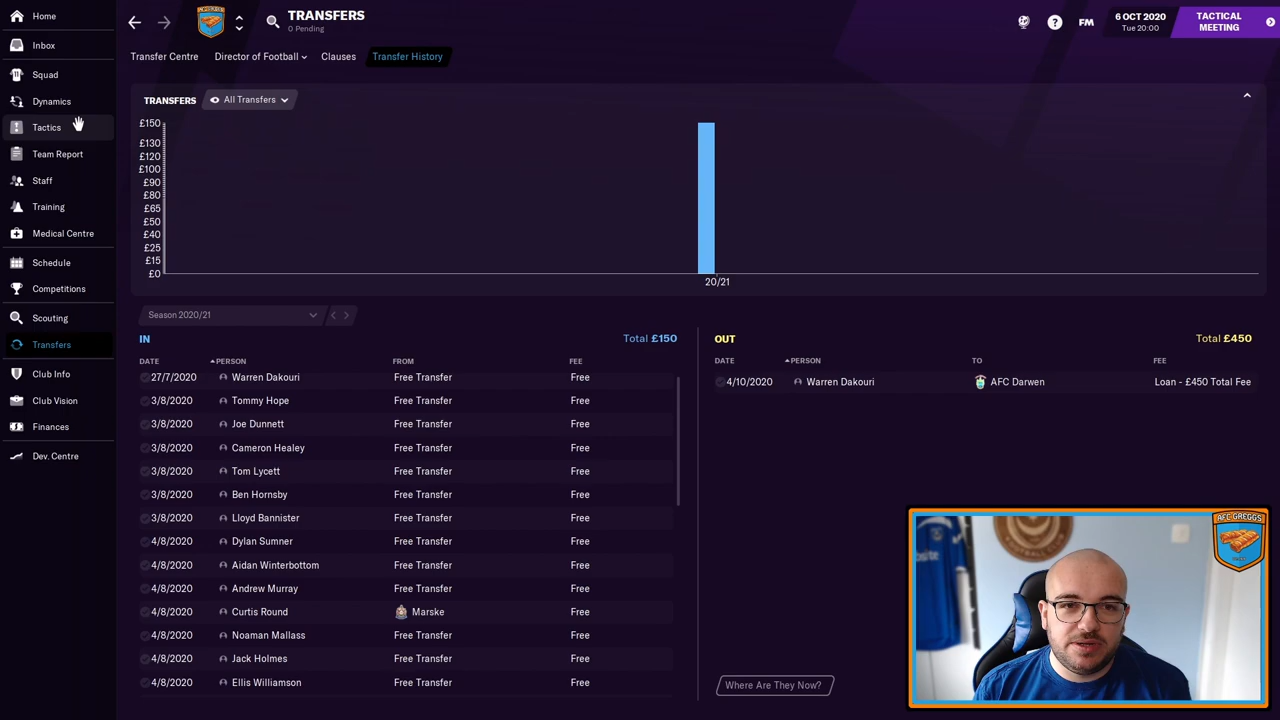 Home
Inbox
Squad
Dynamics
Tactics
Team Report
Staff
Training
Medical Centre
Schedule
Competitions
Scouting
Transfers
Club Info
Club Vision
Finances
Dev. Centre
TRANSFERS
0 Pending
FM
6 OCT 2020
Tue 20:00
TACTICAL
MEETING
Transfer Centre Director of Football Clauses Transfer History
TRANSFERS All Transfers
£150
£130
£120
£100
£90
£80
£65
£50
£40
£25
£15
£0
20/21
Season 2020/21
IN Total £150
DATE PERSON FROM FEE
27/7/2020 Warren Dakouri Free Transfer Free
3/8/2020 Tommy Hope Free Transfer Free
3/8/2020 Joe Dunnett Free Transfer Free
3/8/2020 Cameron Healey Free Transfer Free
3/8/2020 Tom Lycett Free Transfer Free
3/8/2020 Ben Hornsby Free Transfer Free
3/8/2020 Lloyd Bannister Free Transfer Free
4/8/2020 Dylan Sumner Free Transfer Free
4/8/2020 Aidan Winterbottom Free Transfer Free
4/8/2020 Andrew Murray Free Transfer Free
4/8/2020 Curtis Round Marske Free
4/8/2020 Noaman Mallass Free Transfer Free
4/8/2020 Jack Holmes Free Transfer Free
4/8/2020 Ellis Williamson Free Transfer Free
OUT Total £450
DATE PERSON TO FEE
4/10/2020 Warren Dakouri AFC Darwen Loan - £450 Total Fee
Where Are They Now?
AFC GREGGS